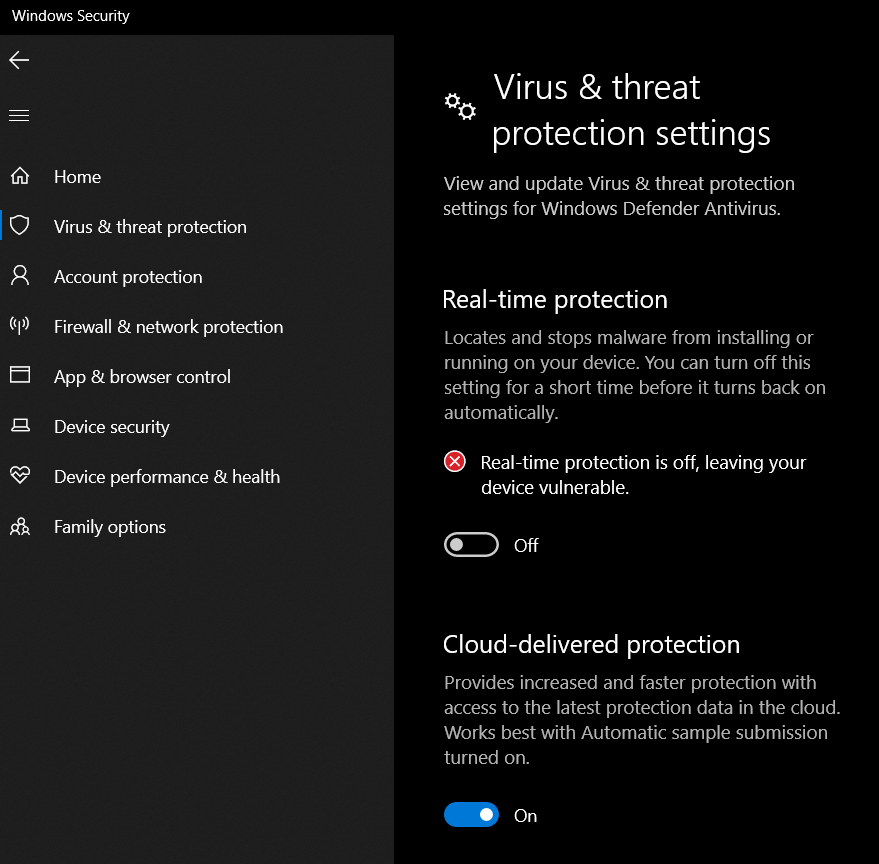 Windows Security
Home
Virus & threat protection
Account protection
Firewall & network protection
App & browser control
Device security
Device performance & health
Family options
Virus & threat
protection settings
View and update Virus & threat protection
settings for Windows Defender Antivirus.
Real-time protection
Locates and stops malware from installing or
running on your device. You can turn off this
setting for a short time before it turns back on
automatically.
Real-time protection is off, leaving your
device vulnerable.
Off
Cloud-delivered protection
Provides increased and faster protection with
access to the latest protection data in the cloud.
Works best with Automatic sample submission
turned on.
On